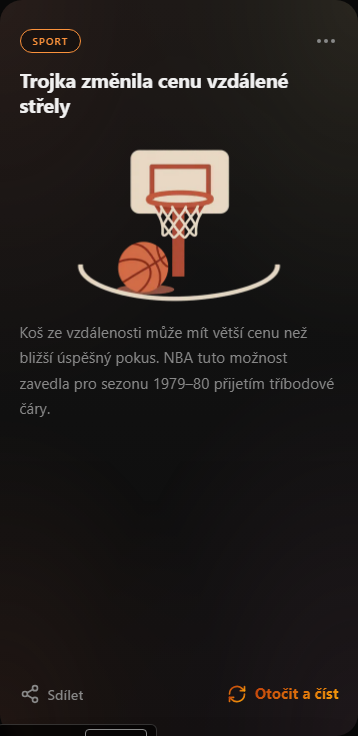 SPORT
Trojka změnila cenu vzdálené
střely
Koš ze vzdálenosti může mít větší cenu než
bližší úspěšný pokus. NBA tuto možnost
zavedla pro sezonu 1979–80 přijetím tříbodové
čáry.
Sdílet
Otočit a číst